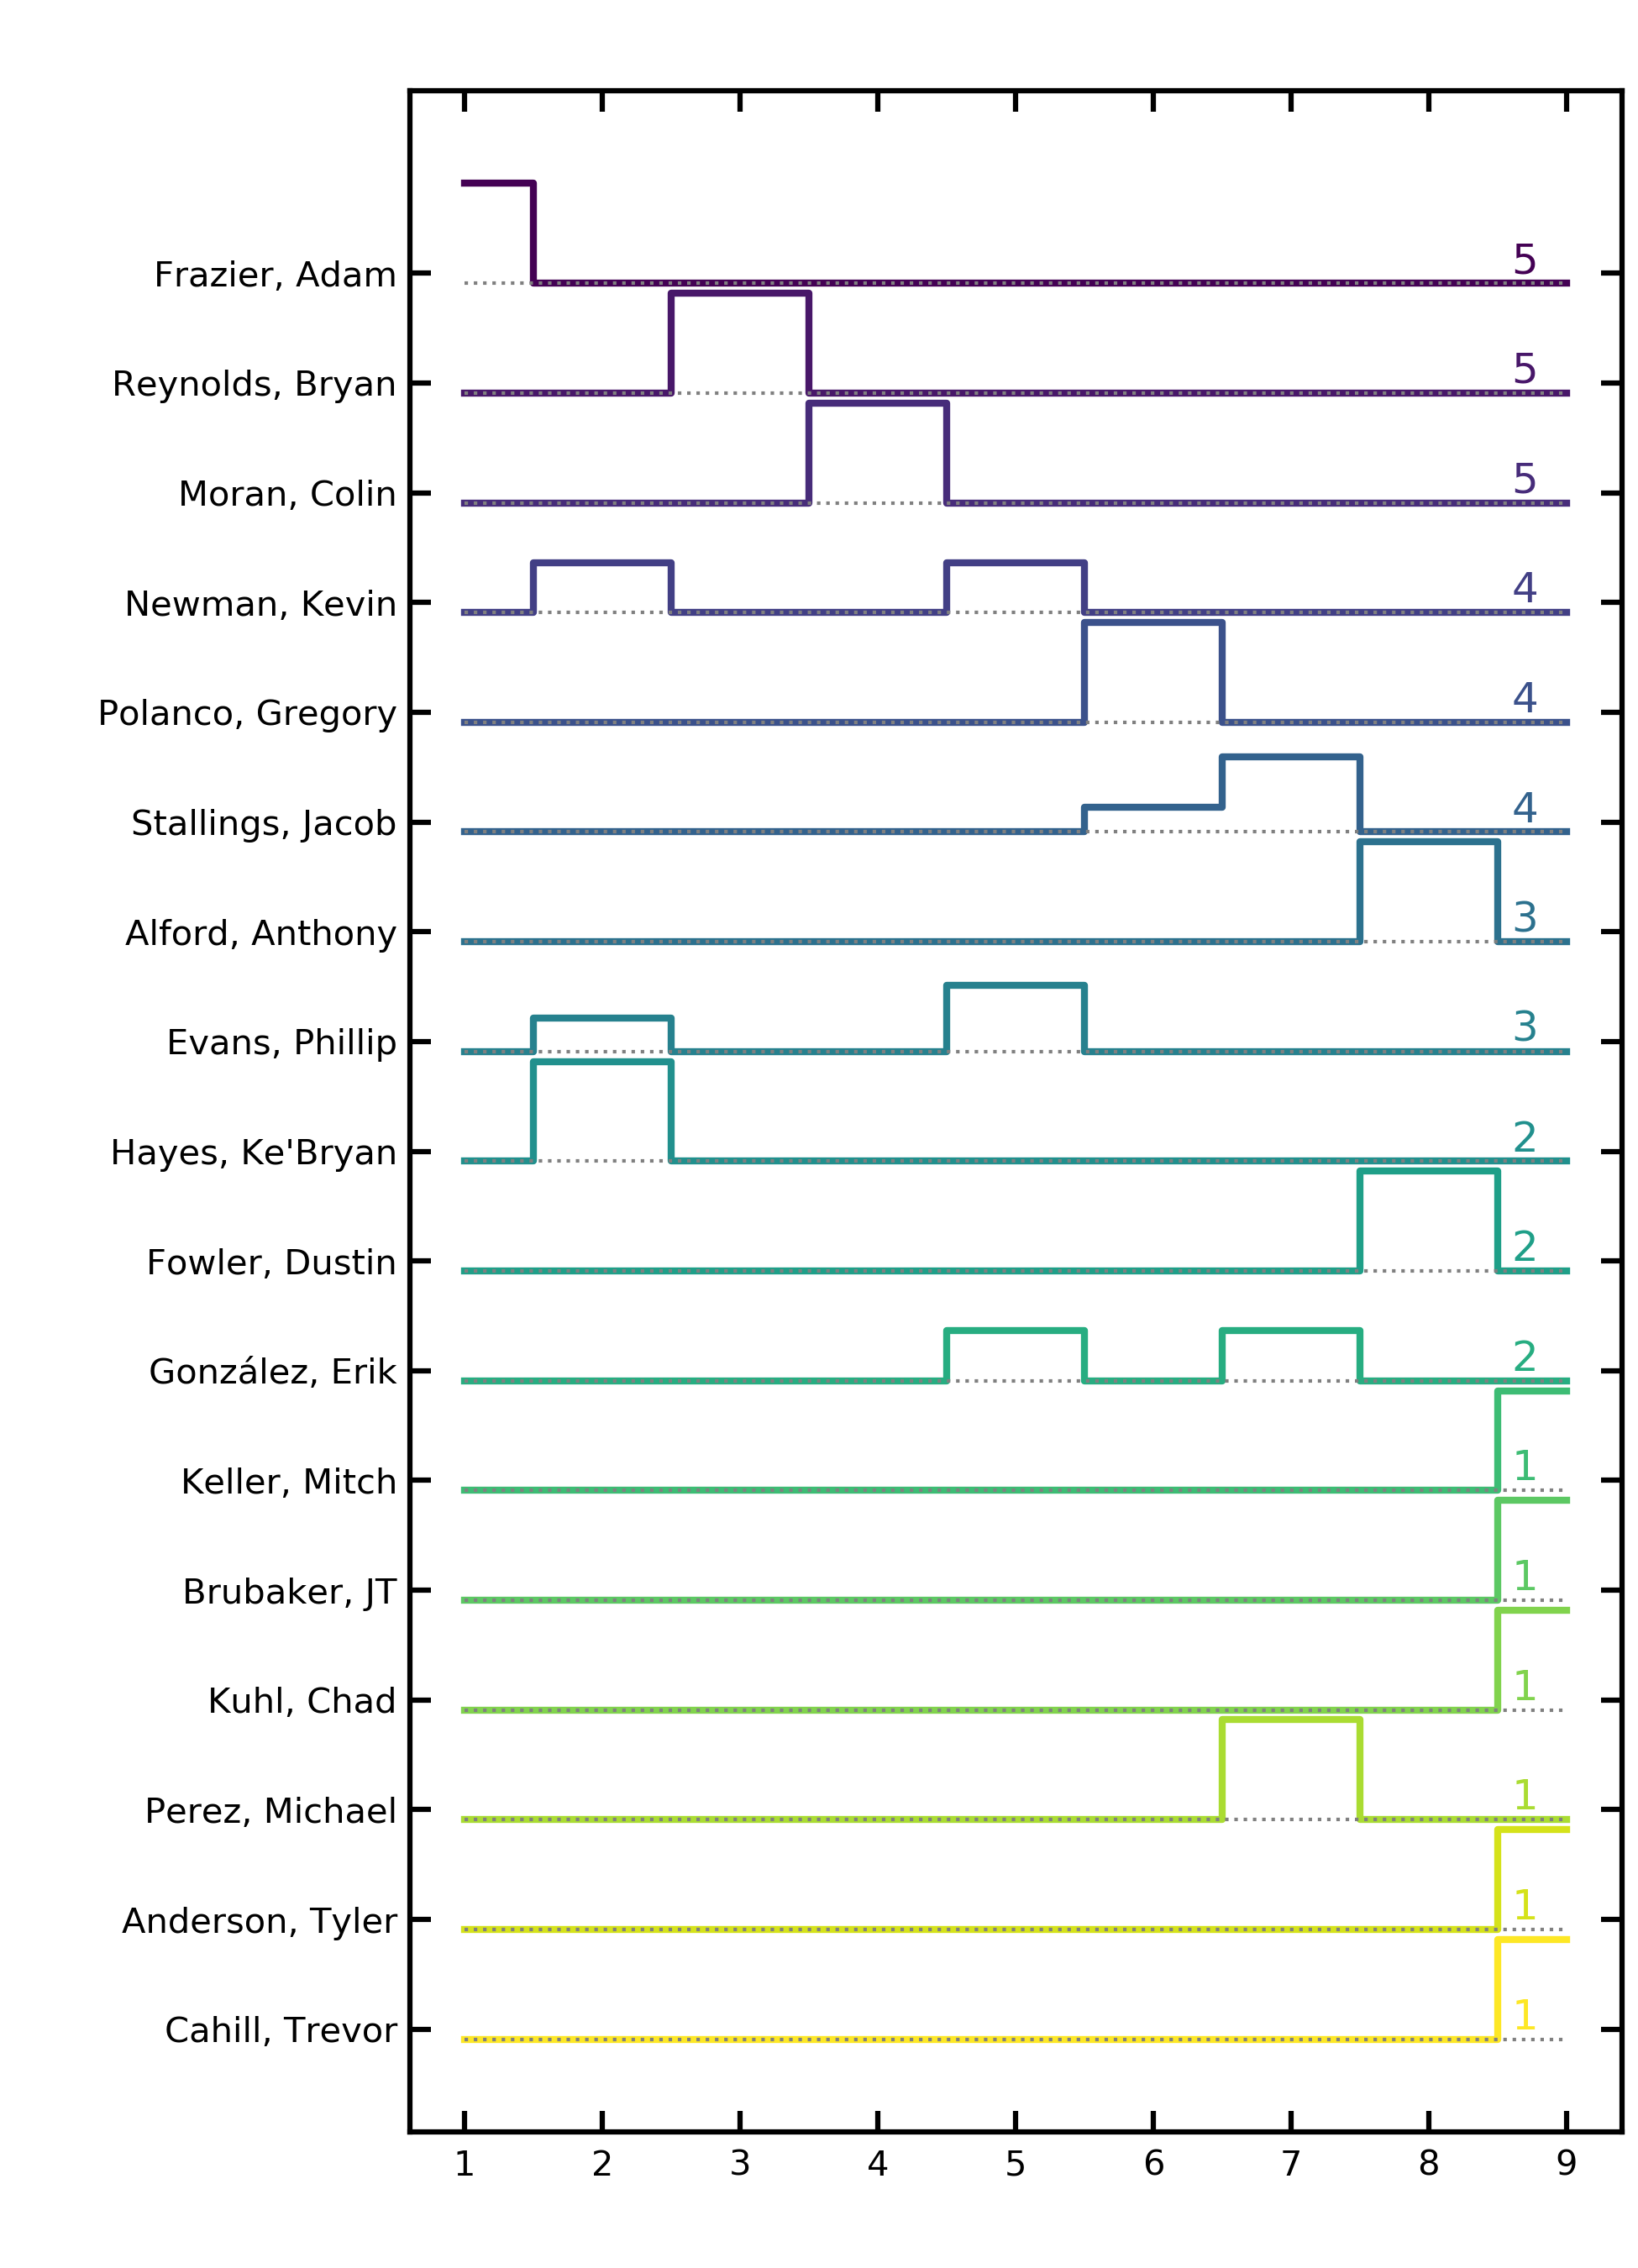 Frazier, Adam 5
Reynolds, Bryan 5
Moran, Colin 5
Newman, Kevin 4
Polanco, Gregory 4
Stallings, Jacob 4
Alford, Anthony 3
Evans, Phillip 3
Hayes, Ke'Bryan 2
Fowler, Dustin 2
González, Erik 2
Keller, Mitch 1
Brubaker, JT 1
Kuhl, Chad 1
Perez, Michael 1
Anderson, Tyler 1
Cahill, Trevor 1
1 2 3 4 5 6 7 8 9